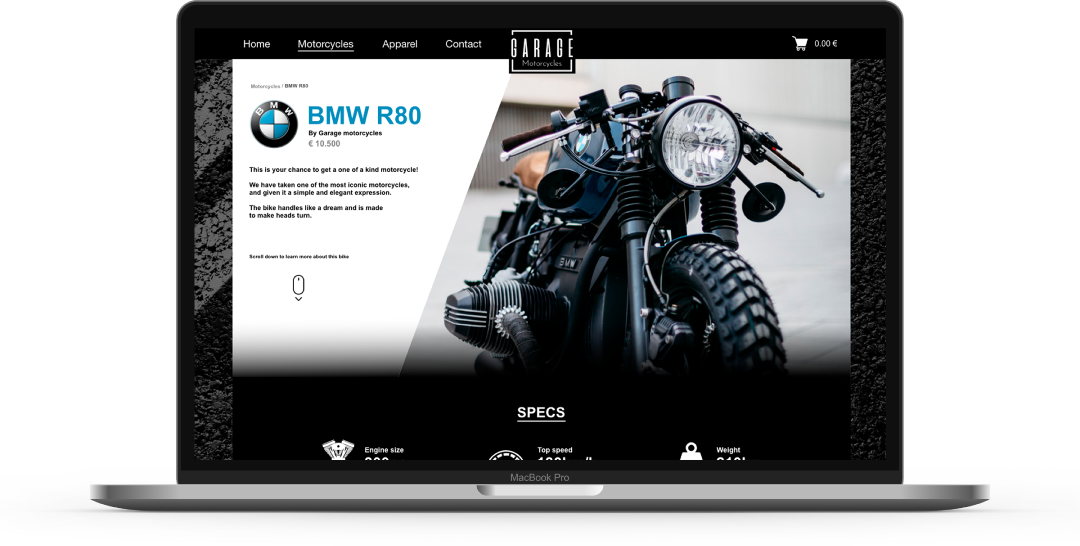 Home
Motorcycles
Apparel
Contact
GARAGE
Motorcycles
0.00 €
Motorcycles / BMW R80
BMW
BMW R80
By Garage motorcycles
€ 10.500
This is your chance to get a one of a kind motorcycle!
We have taken one of the most iconic motorcycles,
and given it a simple and elegant expression.
The bike handles like a dream and is made
to make heads turn.
Scroll down to learn more about this bike
BMW
SPECS
Engine size
Top speed
Weight
MacBook Pro